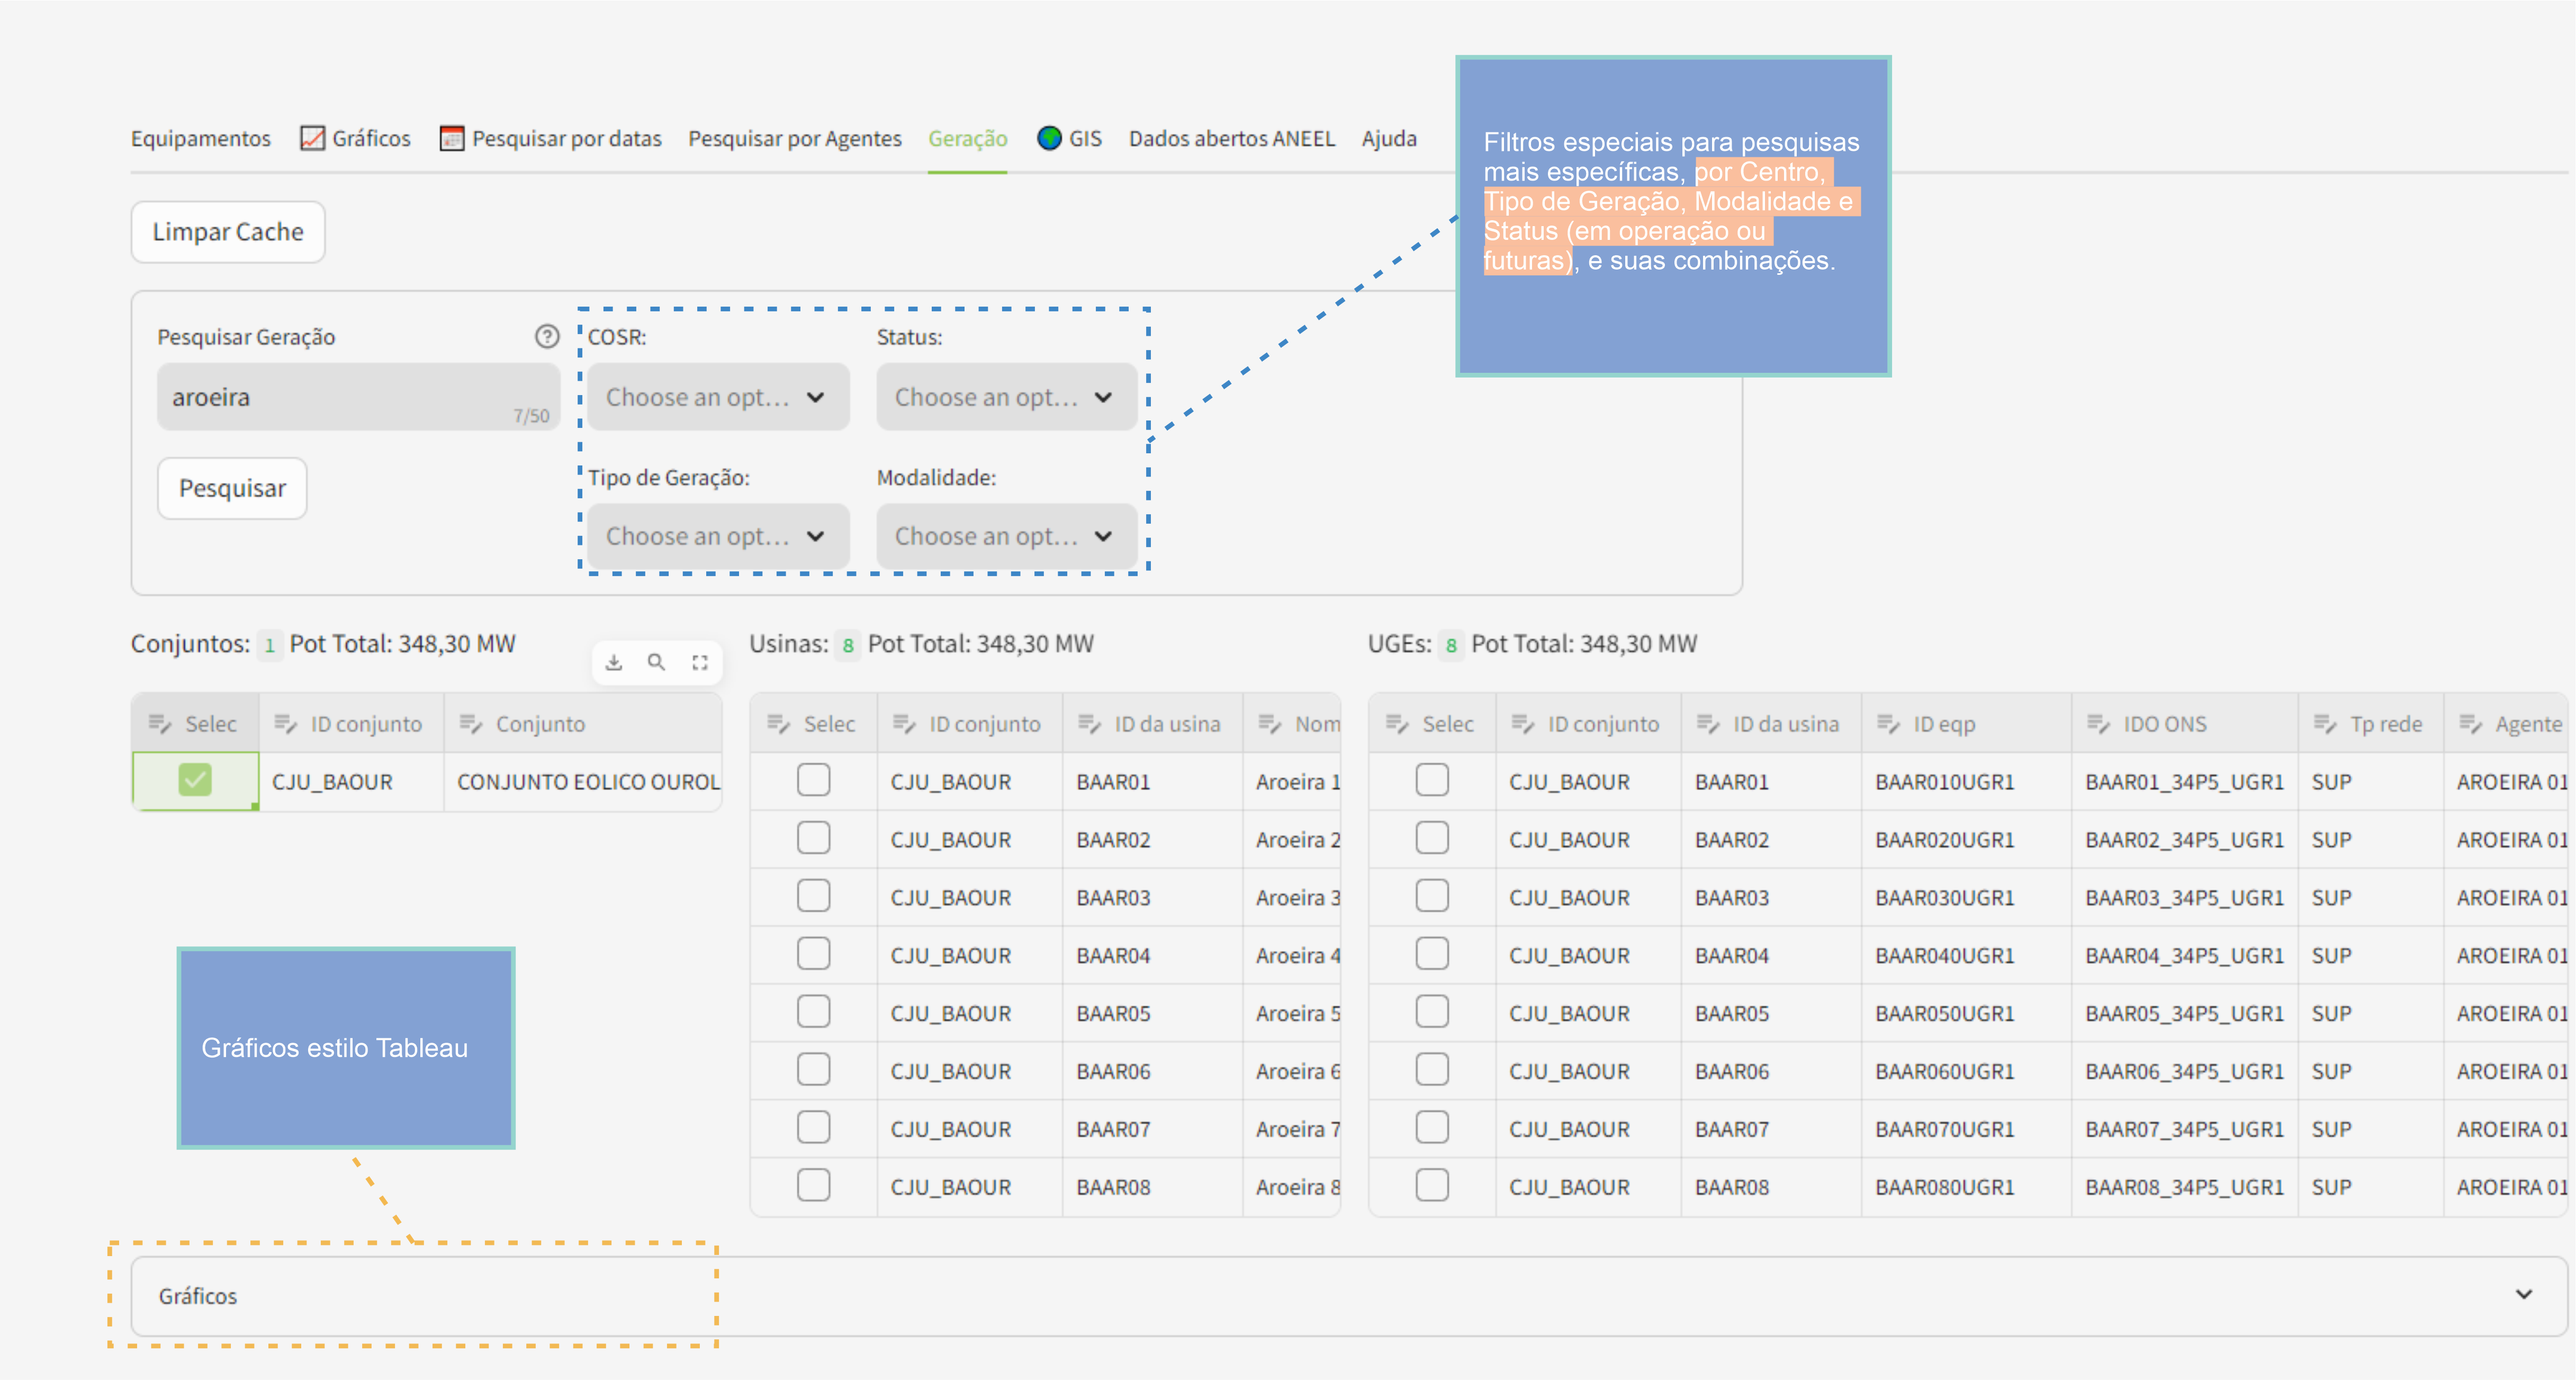 Equipamentos Gráficos Pesquisar por datas Pesquisar por Agentes Geração GIS Dados abertos ANEEL Ajuda
Filtros especiais para pesquisas
mais específicas, por Centro,
Tipo de Geração, Modalidade e
Status (em operação ou
futuras), e suas combinações.
Limpar Cache
Pesquisar Geração
aroeira
7/50
Pesquisar
COSR:
Choose an opt...
Status:
Choose an opt...
Tipo de Geração:
Choose an opt...
Modalidade:
Choose an opt...
Conjuntos: 1 Pot Total: 348,30 MW
Selec ID conjunto Conjunto
CJU_BAOUR CONJUNTO EOLICO OUROL
Usinas: 8 Pot Total: 348,30 MW
Selec ID conjunto ID da usina Nom
CJU_BAOUR BAAR01 Aroeira 1
CJU_BAOUR BAAR02 Aroeira 2
CJU_BAOUR BAAR03 Aroeira 3
CJU_BAOUR BAAR04 Aroeira 4
CJU_BAOUR BAAR05 Aroeira 5
CJU_BAOUR BAAR06 Aroeira 6
CJU_BAOUR BAAR07 Aroeira 7
CJU_BAOUR BAAR08 Aroeira 8
UGEs: 8 Pot Total: 348,30 MW
Selec ID conjunto ID da usina ID eqp IDO ONS Tp rede Agente
CJU_BAOUR BAAR01 BAAR010UGR1 BAAR01_34P5_UGR1 SUP AROEIRA 01
CJU_BAOUR BAAR02 BAAR020UGR1 BAAR02_34P5_UGR1 SUP AROEIRA 01
CJU_BAOUR BAAR03 BAAR030UGR1 BAAR03_34P5_UGR1 SUP AROEIRA 01
CJU_BAOUR BAAR04 BAAR040UGR1 BAAR04_34P5_UGR1 SUP AROEIRA 01
CJU_BAOUR BAAR05 BAAR050UGR1 BAAR05_34P5_UGR1 SUP AROEIRA 01
CJU_BAOUR BAAR06 BAAR060UGR1 BAAR06_34P5_UGR1 SUP AROEIRA 01
CJU_BAOUR BAAR07 BAAR070UGR1 BAAR07_34P5_UGR1 SUP AROEIRA 01
CJU_BAOUR BAAR08 BAAR080UGR1 BAAR08_34P5_UGR1 SUP AROEIRA 01
Gráficos estilo Tableau
Gráficos